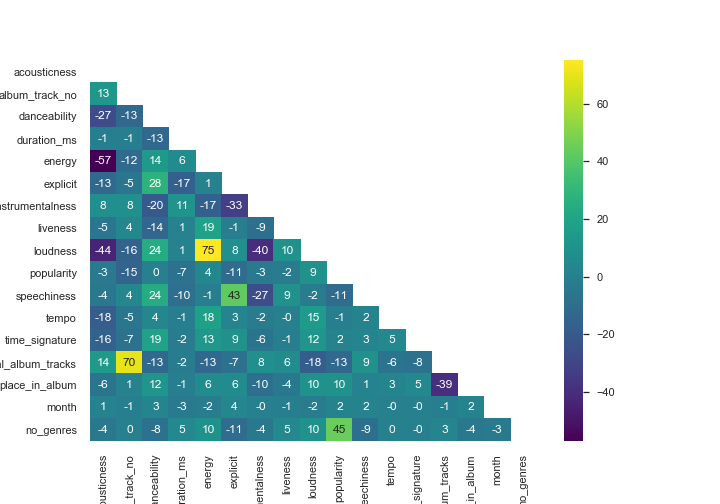 acousticness
album_track_no 13
danceability -27 -13
duration_ms -1 -1 -13
energy -57 -12 14 6
explicit -13 -5 28 -17 1
nstrumentalness 8 8 -20 11 -17 -33
liveness -5 4 -14 1 19 -1 -9
loudness -44 -16 24 1 75 8 -40 10
popularity -3 -15 0 -7 4 -11 -3 -2 9
speechiness -4 4 24 -10 -1 43 -27 9 -2 -11
tempo -18 -5 4 -1 18 3 -2 -0 15 -1 2
time_signature -16 -7 19 -2 13 9 -6 -1 12 2 3 5
al_album_tracks 14 70 -13 -2 -13 -7 8 6 -18 -13 9 -6 -8
place_in_album -6 1 12 -1 6 6 -10 -4 10 10 1 3 5 -39
month 1 -1 3 -3 -2 4 -0 -1 -2 2 2 -0 -0 -1 2
no_genres -4 0 -8 5 10 -11 -4 5 10 45 -9 0 -0 3 -4 -3
ousticness
_track_no
nceability
ration_ms
energy
explicit
mentalness
liveness
loudness
popularity
eechiness
tempo
_signature
um_tracks
_in_album
month
no_genres
60
40
20
0
−20
−40